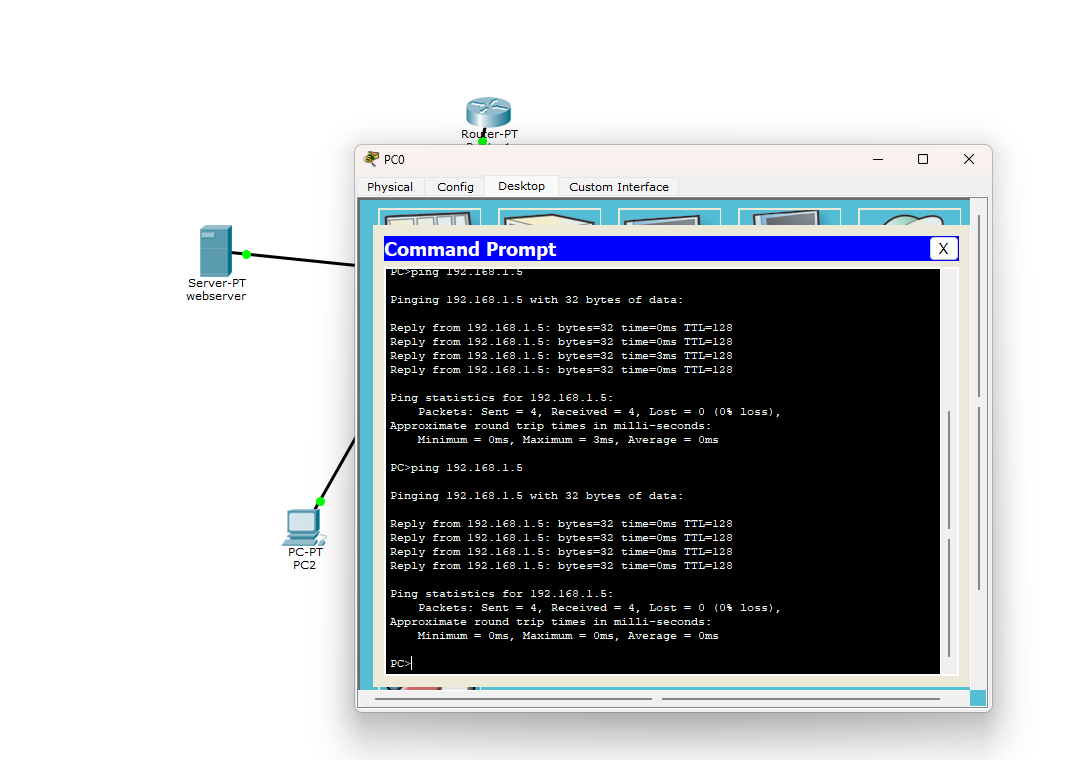 Router-PT
PC0
Physical
Config
Desktop
Custom Interface
Command Prompt
X
PC>ping 192.168.1.5
Pinging 192.168.1.5 with 32 bytes of data:
Reply from 192.168.1.5: bytes=32 time=0ms TTL=128
Reply from 192.168.1.5: bytes=32 time=0ms TTL=128
Reply from 192.168.1.5: bytes=32 time=3ms TTL=128
Reply from 192.168.1.5: bytes=32 time=0ms TTL=128
Ping statistics for 192.168.1.5:
Packets: Sent = 4, Received = 4, Lost = 0 (0% loss),
Approximate round trip times in milli-seconds:
Minimum = 0ms, Maximum = 3ms, Average = 0ms
PC>ping 192.168.1.5
Pinging 192.168.1.5 with 32 bytes of data:
Reply from 192.168.1.5: bytes=32 time=0ms TTL=128
Reply from 192.168.1.5: bytes=32 time=0ms TTL=128
Reply from 192.168.1.5: bytes=32 time=0ms TTL=128
Reply from 192.168.1.5: bytes=32 time=0ms TTL=128
Ping statistics for 192.168.1.5:
Packets: Sent = 4, Received = 4, Lost = 0 (0% loss),
Approximate round trip times in milli-seconds:
Minimum = 0ms, Maximum = 0ms, Average = 0ms
PC>
Server-PT
webserver
PC-PT
PC2